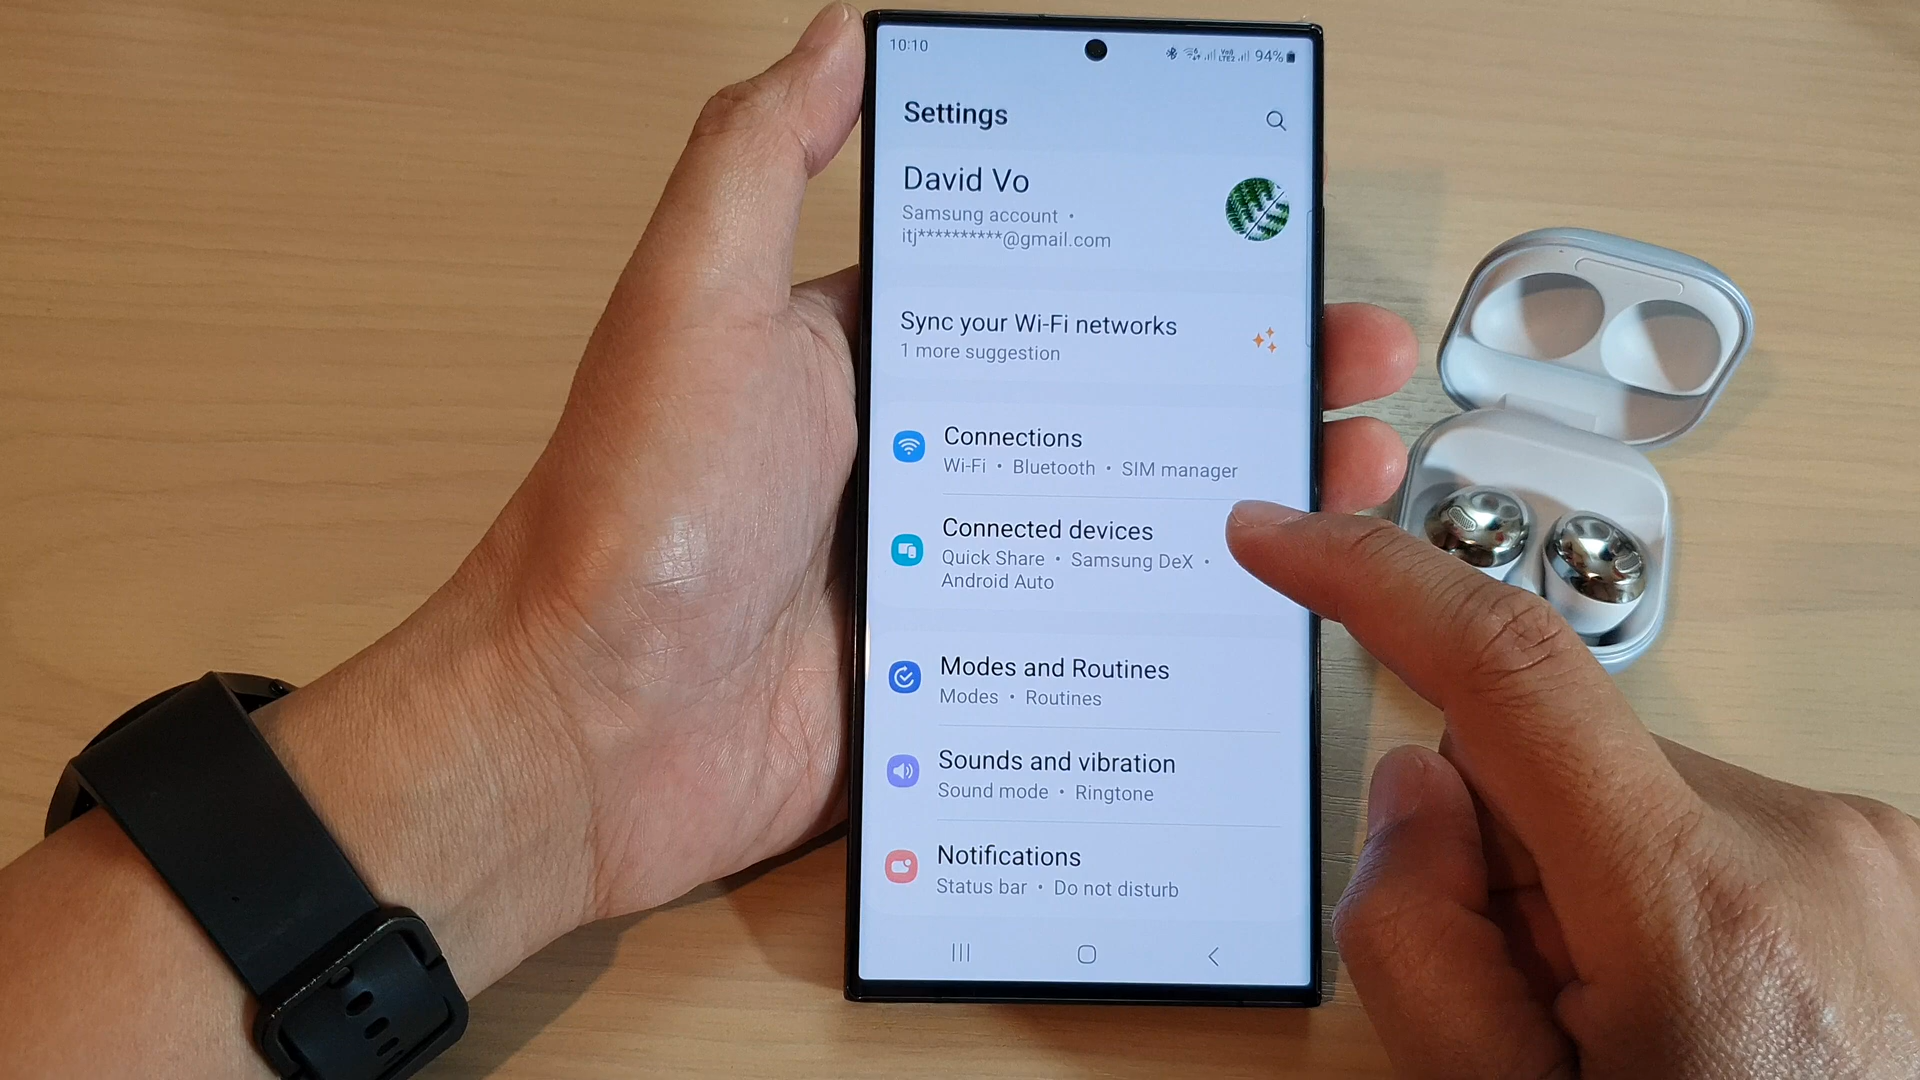 10:10
94%
Settings
David Vo
Samsung account •
itj**********@gmail.com
Sync your Wi-Fi networks
1 more suggestion
Connections
Wi-Fi • Bluetooth • SIM manager
Connected devices
Quick Share • Samsung DeX •
Android Auto
Modes and Routines
Modes • Routines
Sounds and vibration
Sound mode • Ringtone
Notifications
Status bar • Do not disturb